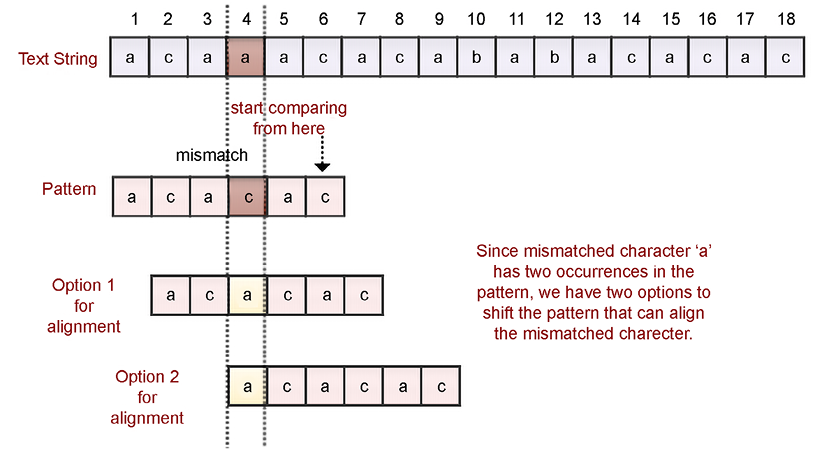 1 2 3 4 5 6 7 8 9 10 11 12 13 14 15 16 17 18
Text String a c a a a c a c a b a b a c a c a c
start comparing
from here
mismatch
Pattern a c a c a c
Since mismatched character ‘a’
has two occurrences in the
pattern, we have two options to
shift the pattern that can align
the mismatched charecter.
Option 1
for
alignment
a c a c a c
Option 2
for
alignment
a c a c a c